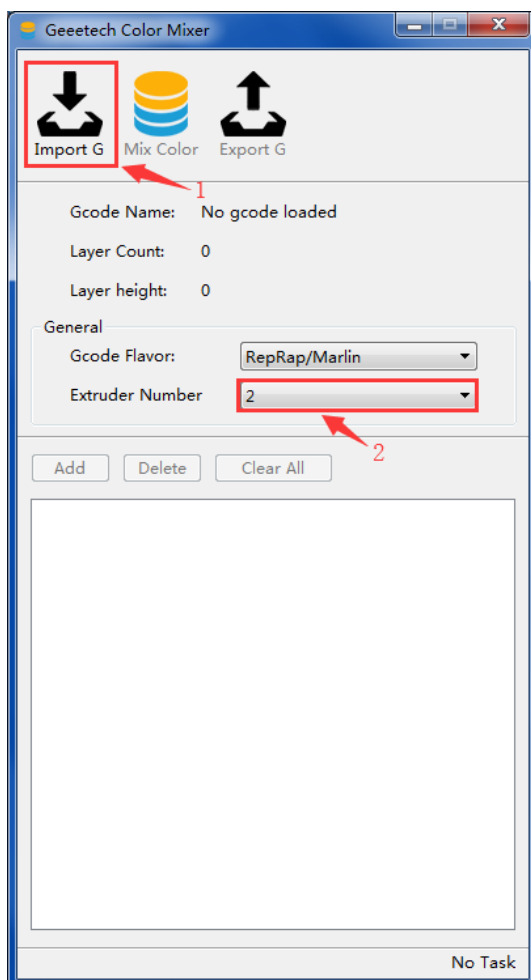 Geeetech Color Mixer
Import G Mix Color Export G
1
Gcode Name: No gcode loaded
Layer Count: 0
Layer height: 0
General
Gcode Flavor: RepRap/Marlin
Extruder Number 2
2
Add Delete Clear All
No Task